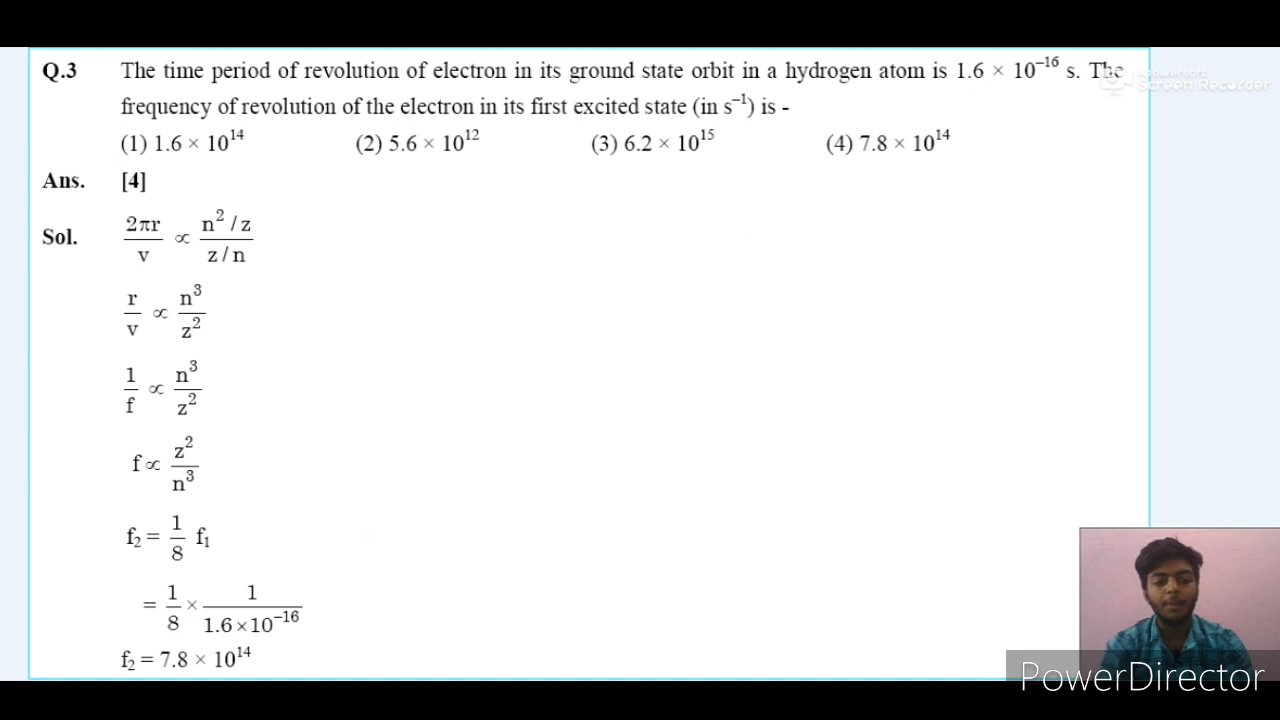 Q.3 The time period of revolution of electron in its ground state orbit in a hydrogen atom is 1.6 × 10⁻¹⁶ s. The
frequency of revolution of the electron in its first excited state (in s⁻¹) is -
(1) 1.6 × 10¹⁴ (2) 5.6 × 10¹² (3) 6.2 × 10¹⁵ (4) 7.8 × 10¹⁴
Ans. [4]
Sol. 2πr/v ∝ (n²/z)/(z/n)
r/v ∝ n³/z²
1/f ∝ n³/z²
f ∝ z²/n³
f₂ = 1/8 f₁
= 1/8 × 1/(1.6×10⁻¹⁶)
f₂ = 7.8 × 10¹⁴
Apowersoft
Screen Recorder
PowerDirector